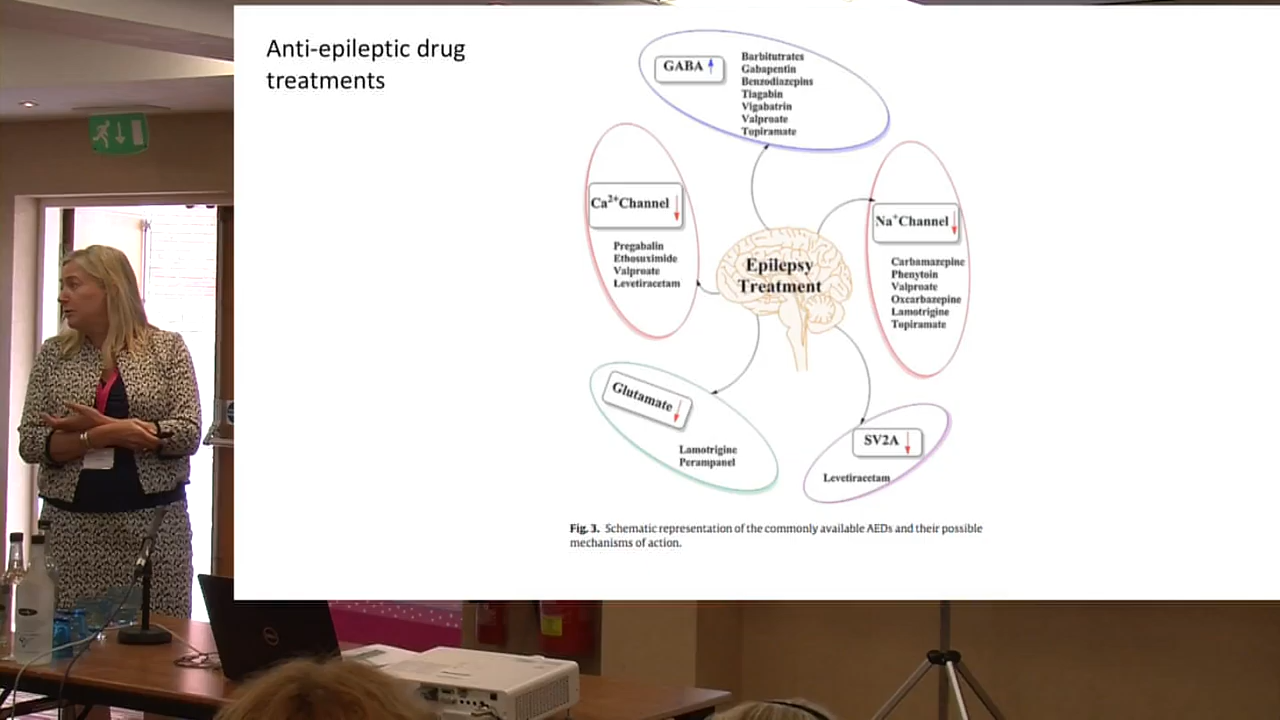 Anti-epileptic drug
treatments
GABA
Barbitutrates
Gabapentin
Benzodiazepins
Tiagabin
Vigabatrin
Valproate
Topiramate
Ca²⁺Channel
Pregabalin
Ethosuximide
Valproate
Levetiracetam
Na⁺Channel
Carbamazepine
Phenytoin
Valproate
Oxcarbazepine
Lamotrigine
Topiramate
Epilepsy
Treatment
Glutamate
Lamotrigine
Perampanel
SV2A
Levetiracetam
Fig. 3. Schematic representation of the commonly available AEDs and their possible
mechanisms of action.
DELL